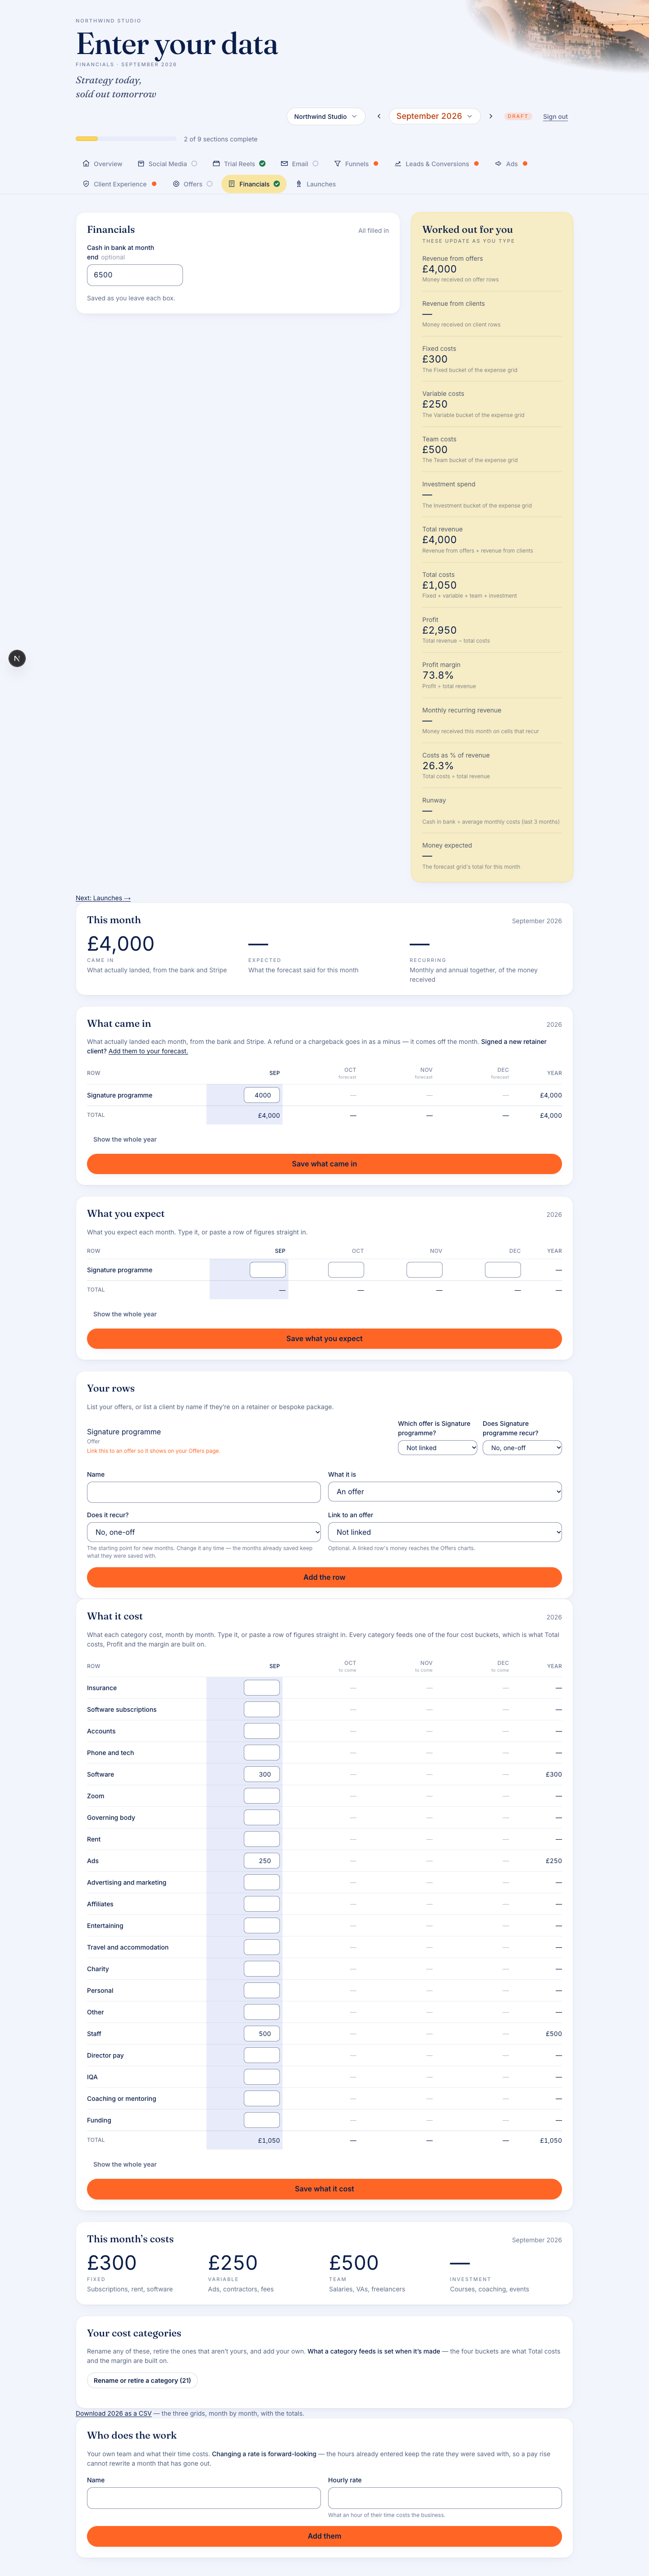 NORTHWIND STUDIO
Enter your data
FINANCIALS · SEPTEMBER 2026
Strategy today,
sold out tomorrow
Northwind Studio
September 2026
DRAFT
Sign out
2 of 9 sections complete
Overview
Social Media
Trial Reels
Email
Funnels
Leads & Conversions
Ads
Client Experience
Offers
Financials
Launches
Financials
All filled in
Cash in bank at month
end optional
6500
Saved as you leave each box.
Worked out for you
THESE UPDATE AS YOU TYPE
Revenue from offers
£4,000
Money received on offer rows
Revenue from clients
—
Money received on client rows
Fixed costs
£300
The Fixed bucket of the expense grid
Variable costs
£250
The Variable bucket of the expense grid
Team costs
£500
The Team bucket of the expense grid
Investment spend
—
The Investment bucket of the expense grid
Total revenue
£4,000
Revenue from offers + revenue from clients
Total costs
£1,050
Fixed + variable + team + investment
Profit
£2,950
Total revenue − total costs
Profit margin
73.8%
Profit ÷ total revenue
Monthly recurring revenue
—
Money received this month on cells that recur
Costs as % of revenue
26.3%
Total costs ÷ total revenue
Runway
—
Cash in bank ÷ average monthly costs (last 3 months)
Money expected
—
The forecast grid's total for this month
N
Next: Launches →
This month
September 2026
£4,000
CAME IN
What actually landed, from the bank and Stripe
—
EXPECTED
What the forecast said for this month
—
RECURRING
Monthly and annual together, of the money
received
What came in
2026
What actually landed each month, from the bank and Stripe. A refund or a chargeback goes in as a minus — it comes off the month. Signed a new retainer
client? Add them to your forecast.
ROW SEP OCT NOV DEC YEAR
forecast forecast forecast
Signature programme 4000 — — — £4,000
TOTAL £4,000 — — — £4,000
Show the whole year
Save what came in
What you expect
2026
What you expect each month. Type it, or paste a row of figures straight in.
ROW SEP OCT NOV DEC YEAR
Signature programme —
TOTAL — — — — —
Show the whole year
Save what you expect
Your rows
List your offers, or list a client by name if they're on a retainer or bespoke package.
Signature programme
Offer
Link this to an offer so it shows on your Offers page.
Which offer is Signature
programme?
Not linked
Does Signature
programme recur?
No, one-off
Name
What it is
An offer
Does it recur?
No, one-off
The starting point for new months. Change it any time — the months already saved keep
what they were saved with.
Link to an offer
Not linked
Optional. A linked row's money reaches the Offers charts.
Add the row
What it cost
2026
What each category cost, month by month. Type it, or paste a row of figures straight in. Every category feeds one of the four cost buckets, which is what Total
costs, Profit and the margin are built on.
ROW SEP OCT NOV DEC YEAR
to come to come to come
Insurance — — — —
Software subscriptions — — — —
Accounts — — — —
Phone and tech — — — —
Software 300 — — — £300
Zoom — — — —
Governing body — — — —
Rent — — — —
Ads 250 — — — £250
Advertising and marketing — — — —
Affiliates — — — —
Entertaining — — — —
Travel and accommodation — — — —
Charity — — — —
Personal — — — —
Other — — — —
Staff 500 — — — £500
Director pay — — — —
IQA — — — —
Coaching or mentoring — — — —
Funding — — — —
TOTAL £1,050 — — — £1,050
Show the whole year
Save what it cost
This month's costs
September 2026
£300
FIXED
Subscriptions, rent, software
£250
VARIABLE
Ads, contractors, fees
£500
TEAM
Salaries, VAs, freelancers
—
INVESTMENT
Courses, coaching, events
Your cost categories
Rename any of these, retire the ones that aren't yours, and add your own. What a category feeds is set when it's made — the four buckets are what Total costs
and the margin are built on.
Rename or retire a category (21)
Download 2026 as a CSV — the three grids, month by month, with the totals.
Who does the work
Your own team and what their time costs. Changing a rate is forward-looking — the hours already entered keep the rate they were saved with, so a pay rise
cannot rewrite a month that has gone out.
Name
Hourly rate
What an hour of their time costs the business.
Add them